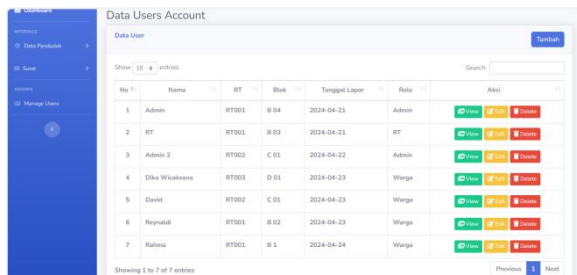 Dashboard
INTERFACE
Data Penduduk
Surat
ADDONS
Manage Users
Data Users Account
Data User
Tambah
Show 10 entries
Search:
No Nama RT Blok Tanggal Lapor Role Aksi
1 Admin RT001 B 04 2024-04-21 Admin View Edit Delete
2 RT RT001 B 03 2024-04-21 RT View Edit Delete
3 Admin 2 RT002 C 01 2024-04-22 Admin View Edit Delete
4 Dika Wicaksana RT003 D 01 2024-04-23 Warga View Edit Delete
5 David RT002 C 01 2024-04-23 Warga View Edit Delete
6 Reynaldi RT001 B 02 2024-04-23 Warga View Edit Delete
7 Rahma RT001 B 1 2024-04-24 Warga View Edit Delete
Showing 1 to 7 of 7 entries
Previous 1 Next